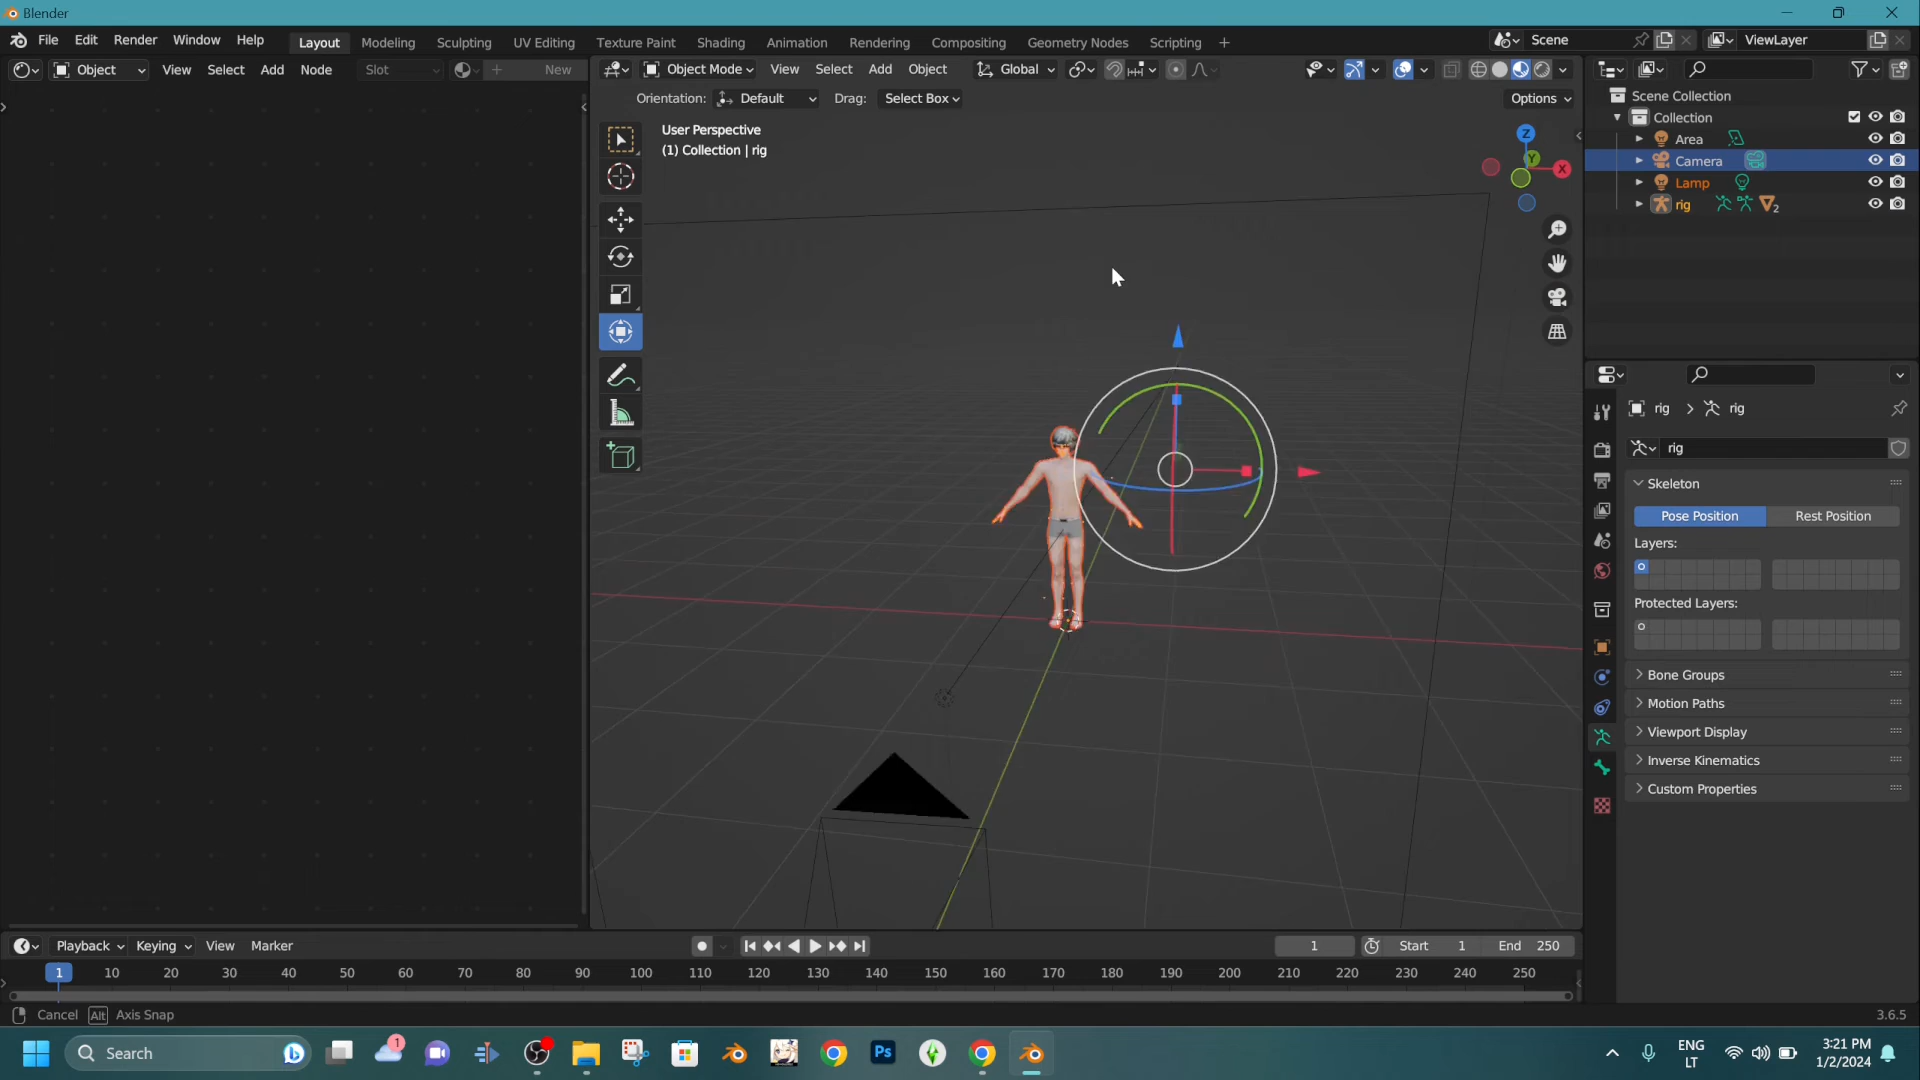 Blender
File Edit Render Window Help Layout Modeling Sculpting UV Editing Texture Paint Shading Animation Rendering Compositing Geometry Nodes Scripting + Scene ViewLayer
Object View Select Add Node Slot New Object Mode View Select Add Object Global
Orientation: Default Drag: Select Box Options
User Perspective
(1) Collection | rig
Z
Y
X
Scene Collection
Collection
Area
Camera
Lamp
rig 2
rig > rig
rig
Skeleton
Pose Position Rest Position
Layers:
Protected Layers:
Bone Groups
Motion Paths
Viewport Display
Inverse Kinematics
Custom Properties
Playback Keying View Marker 1 Start 1 End 250
1 10 20 30 40 50 60 70 80 90 100 110 120 130 140 150 160 170 180 190 200 210 220 230 240 250
Cancel Alt Axis Snap 3.6.5
Search 1 Ps ENG LT 3:21 PM
1/2/2024